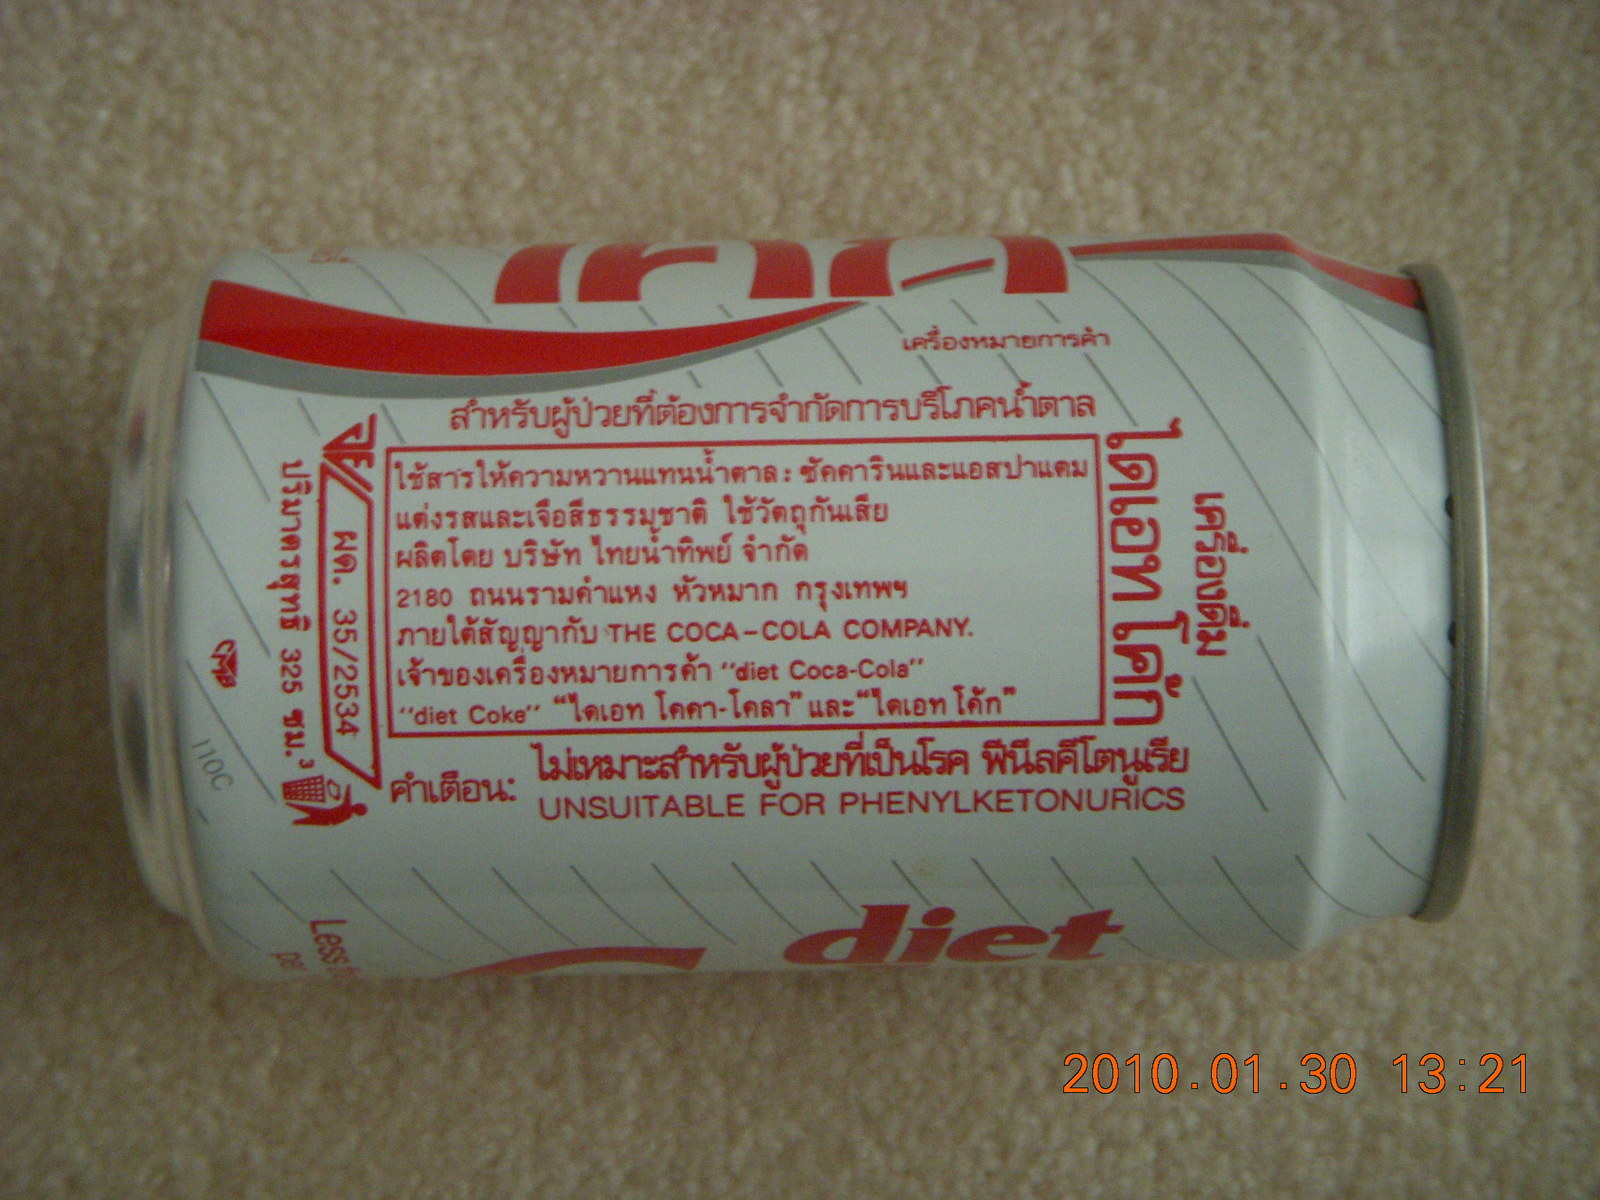 เครื่องหมายการค้า
สำหรับผู้ป่วยที่ต้องการจำกัดการบริโภคน้ำตาล
เครื่องดื่ม
ไดเอท โค้ก
ใช้สารให้ความหวานแทนน้ำตาล: ซัคคารินและแอสปาแตม
แต่งรสและเจือสีธรรมชาติ ใช้วัตถุกันเสีย
ผลิตโดย บริษัท ไทยน้ำทิพย์ จำกัด
2180 ถนนรามคำแหง หัวหมาก กรุงเทพฯ
ภายใต้สัญญากับ THE COCA-COLA COMPANY.
เจ้าของเครื่องหมายการค้า "diet Coca-Cola"
"diet Coke" "ไดเอท โคคา-โคลา" และ "ไดเอท โค้ก"
ผด. 35/2534
ปริมาตรสุทธิ 325 ซม.³
CMB
110C
คำเตือน: ไม่เหมาะสำหรับผู้ป่วยที่เป็นโรค ฟีนีลคีโตนูเรีย
UNSUITABLE FOR PHENYLKETONURICS
diet
Less
2010.01.30 13:21